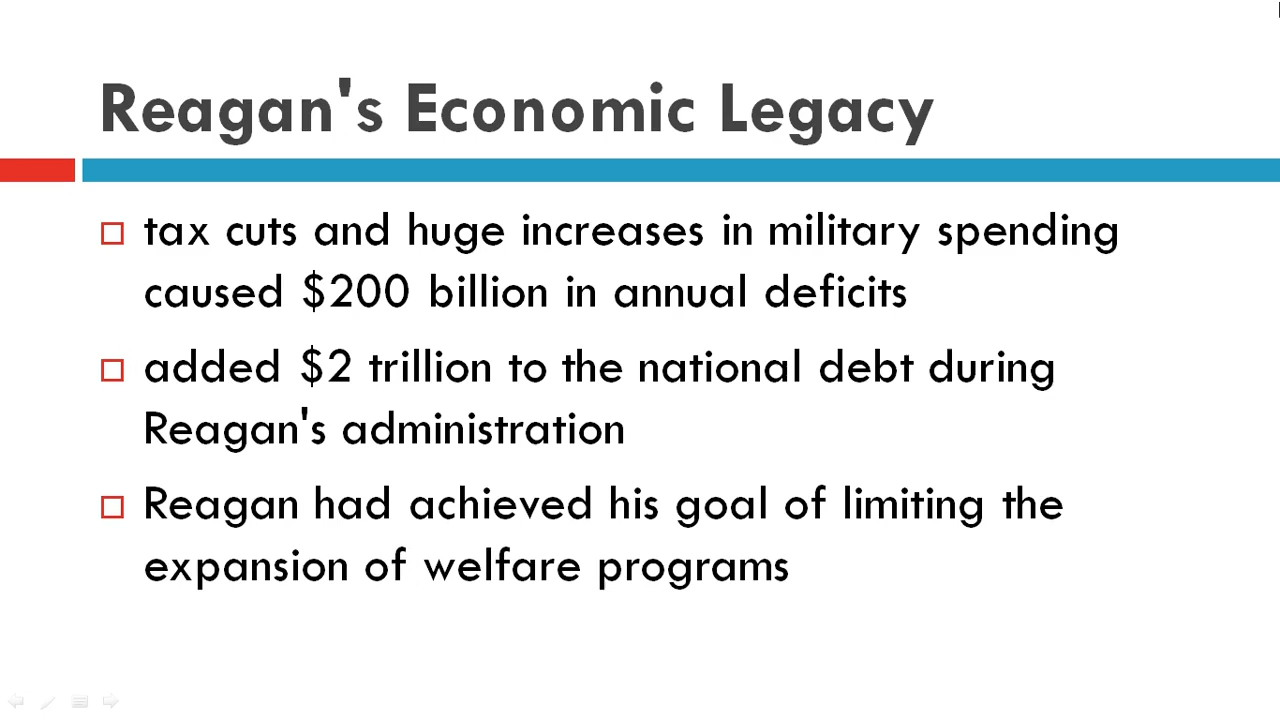 Reagan's Economic Legacy
tax cuts and huge increases in military spending
caused $200 billion in annual deficits
added $2 trillion to the national debt during
Reagan's administration
Reagan had achieved his goal of limiting the
expansion of welfare programs